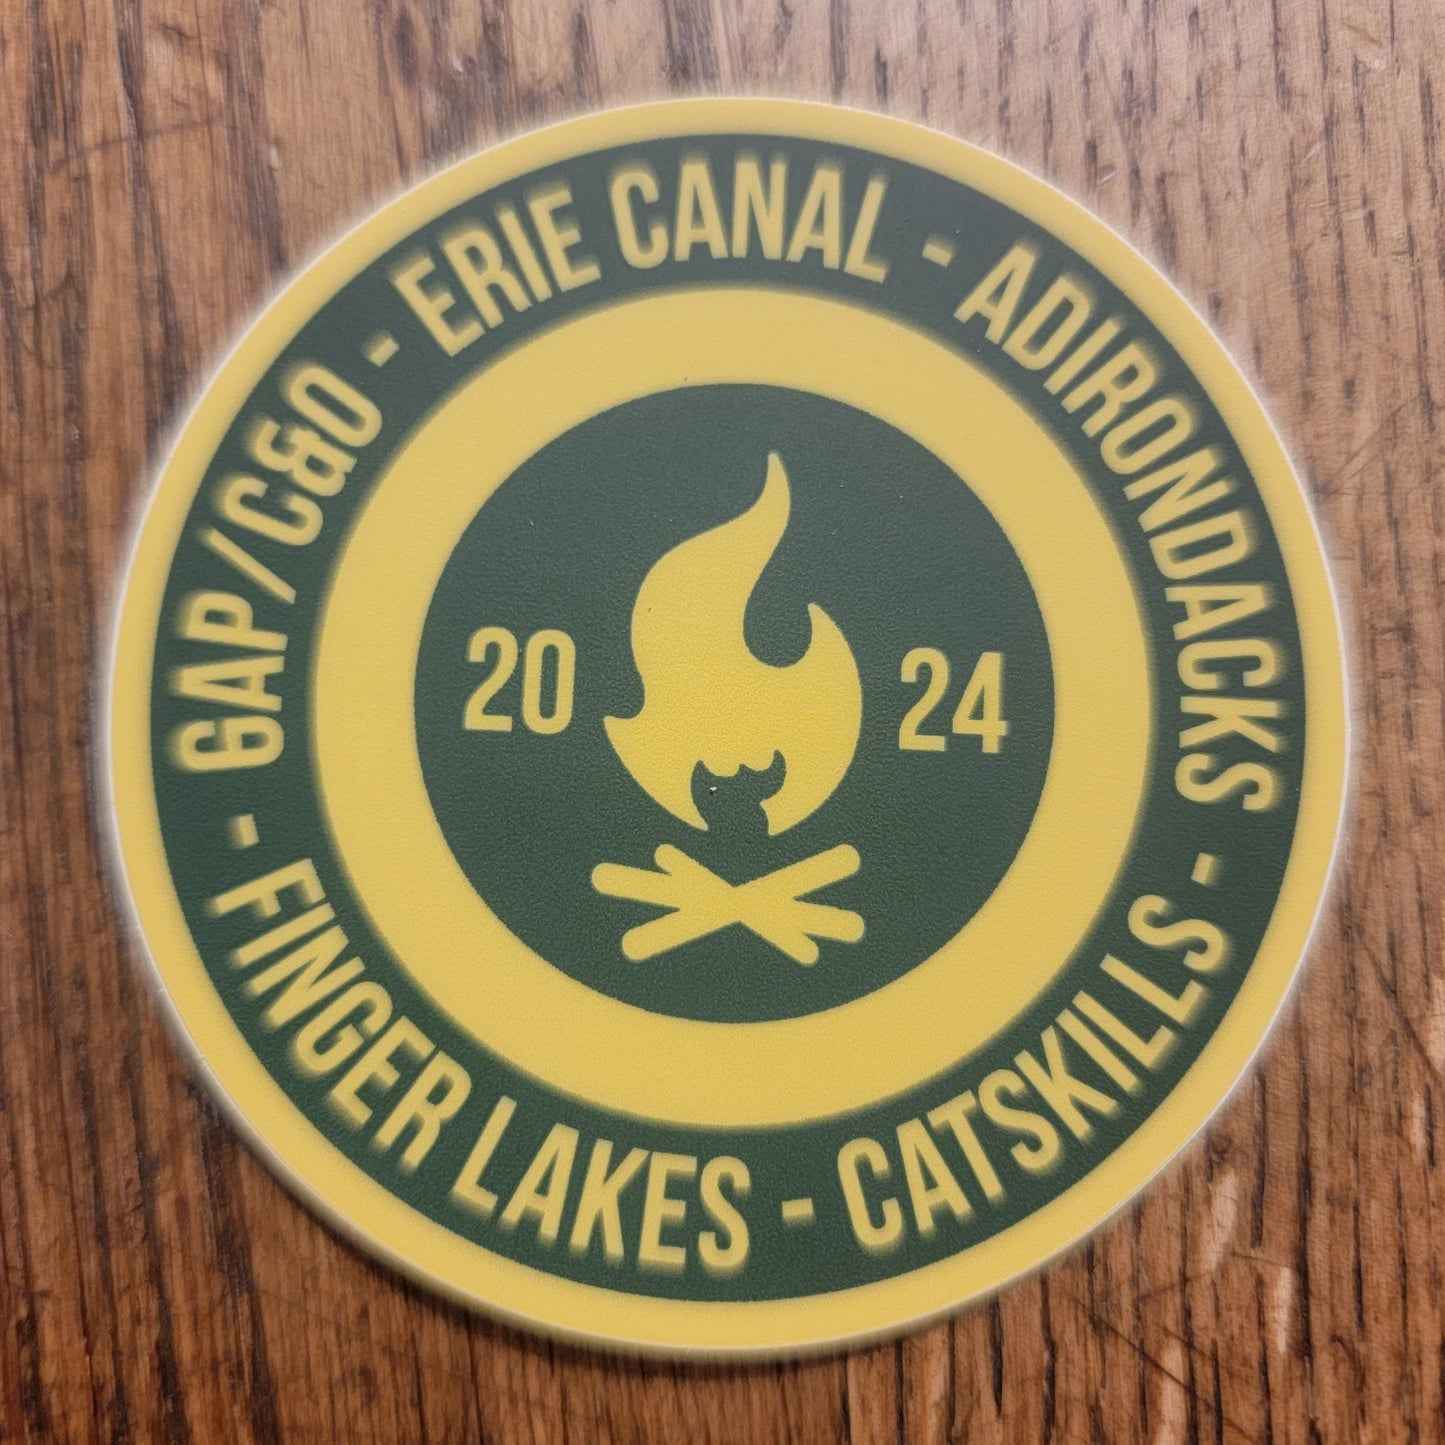 GAP/C&O - ERIE CANAL - ADIRONDACKS - CATSKILLS - FINGER LAKES -
20 24